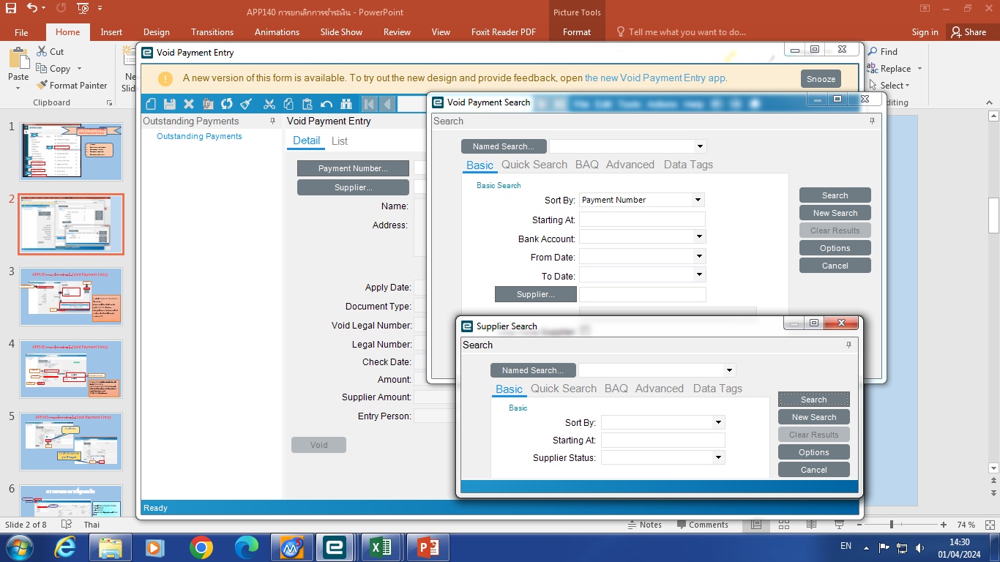 APP140 การยกเลิกการชำระเงิน - PowerPoint
Picture Tools
File
Home
Insert
Design
Transitions
Animations
Slide Show
Review
View
Foxit Reader PDF
Format
Tell me what you want to do...
Sign in
Share
Paste
Cut
Copy
Format Painter
Clipboard
Find
Replace
Select
Void Payment Entry
A new version of this form is available. To try out the new design and provide feedback, open the new Void Payment Entry app.
Snooze
Outstanding Payments
Outstanding Payments
Void Payment Entry
Detail
List
Payment Number...
Supplier...
Name:
Address:
Apply Date:
Document Type:
Void Legal Number:
Legal Number:
Check Date:
Amount:
Supplier Amount:
Entry Person:
Void
Ready
Void Payment Search
Search
Named Search...
Basic
Quick Search
BAQ
Advanced
Data Tags
Basic Search
Sort By:
Payment Number
Starting At:
Bank Account:
From Date:
To Date:
Supplier...
Search
New Search
Clear Results
Options
Cancel
Supplier Search
Search
Named Search...
Basic
Quick Search
BAQ
Advanced
Data Tags
Basic
Sort By:
Starting At:
Supplier Status:
Search
New Search
Clear Results
Options
Cancel
1
2
3
4
5
6
Slide 2 of 8
Thai
Notes
Comments
74 %
EN
14:30
01/04/2024